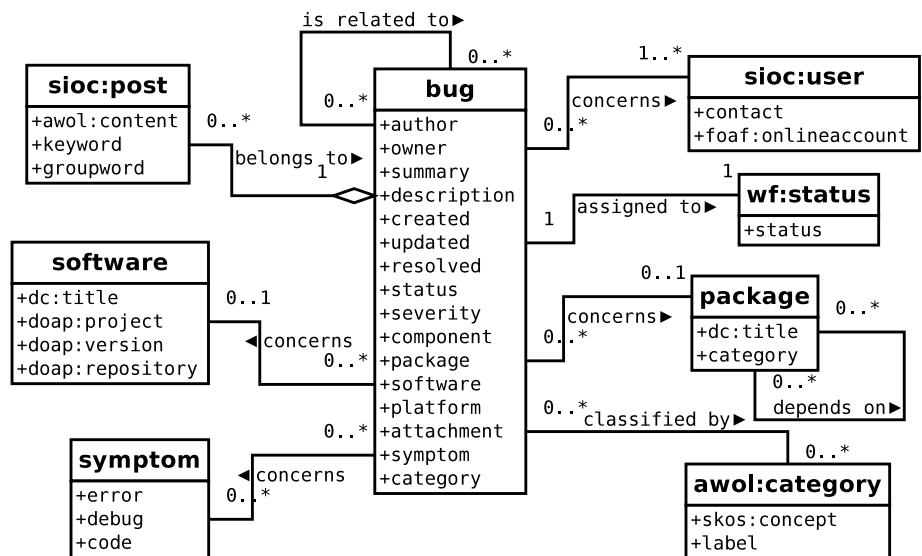 is related to▶
0..*
0..*
sioc:post
+awol:content
+keyword
+groupword
0..*
belongs to▶
1
software
+dc:title
+doap:project
+doap:version
+doap:repository
0..1
◀concerns
0..*
symptom
+error
+debug
+code
0..*
◀concerns
0..*
bug
+author
+owner
+summary
+description
+created
+updated
+resolved
+status
+severity
+component
+package
+software
+platform
+attachment
+symptom
+category
1..*
concerns▶
0..*
sioc:user
+contact
+foaf:onlineaccount
1
assigned to▶
1
wf:status
+status
0..1
concerns▶
0..*
package
+dc:title
+category
0..*
0..*
depends on▶
0..*
classified by▶
0..*
awol:category
+skos:concept
+label